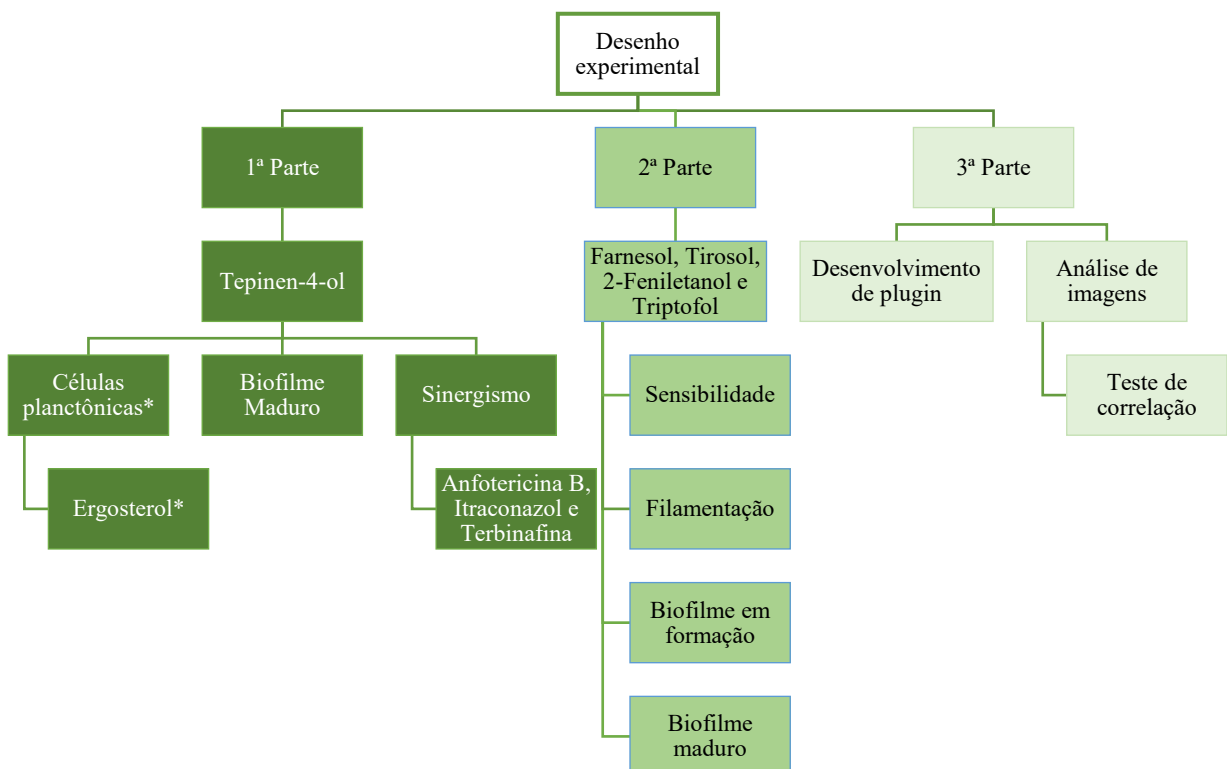 Desenho
experimental
1ª Parte
2ª Parte
3ª Parte
Tepinen-4-ol
Farnesol, Tirosol,
2-Feniletanol e
Triptofol
Desenvolvimento
de plugin
Análise de
imagens
Células
planctônicas*
Biofilme
Maduro
Sinergismo
Sensibilidade
Teste de
correlação
Ergosterol*
Anfotericina B,
Itraconazol e
Terbinafina
Filamentação
Biofilme em
formação
Biofilme
maduro